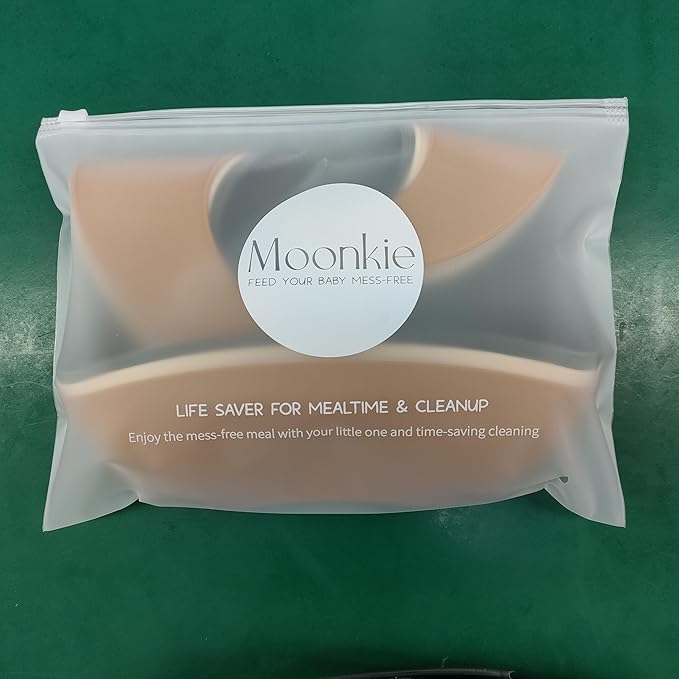 Moonkie
FEED YOUR BABY MESS-FREE
LIFE SAVER FOR MEALTIME & CLEANUP
Enjoy the mess-free meal with your little one and time-saving cleaning